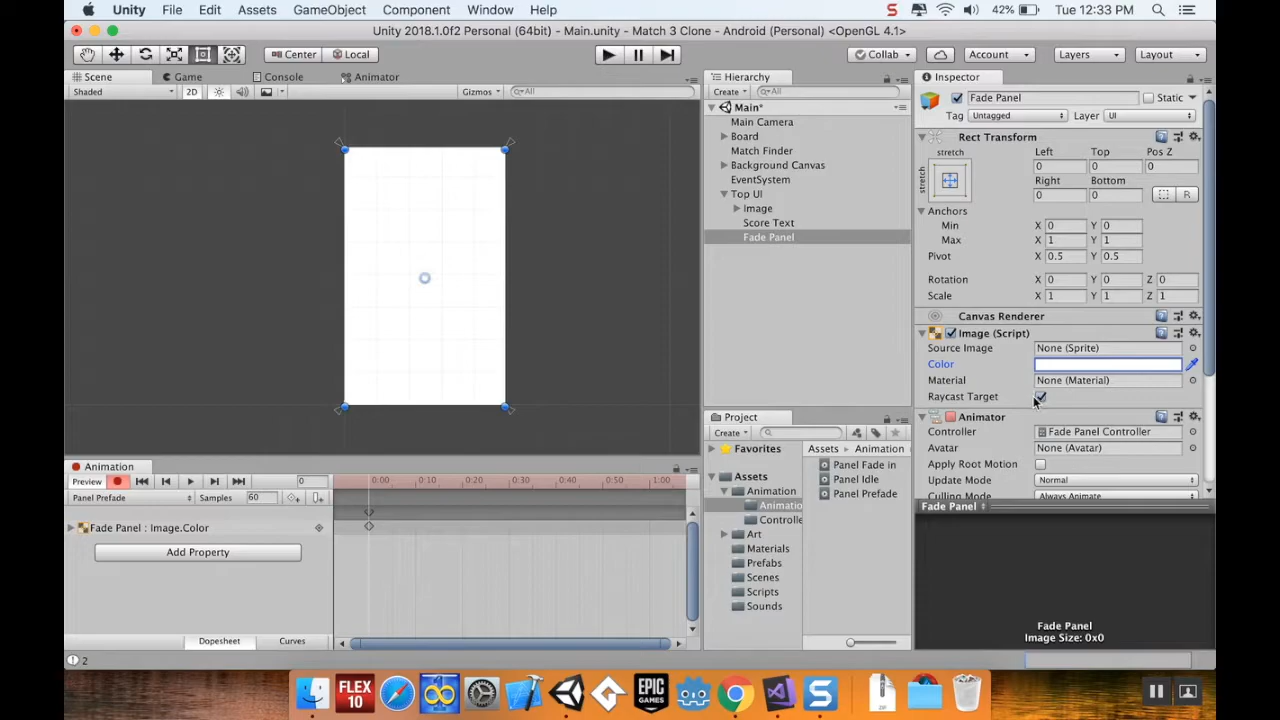 Unity File Edit Assets GameObject Component Window Help S 42% Tue 12:33 PM
Unity 2018.1.0f2 Personal (64bit) - Main.unity - Match 3 Clone - Android (Personal) <OpenGL 4.1>
Center Local Collab Account Layers Layout
Scene Game Console Animator
Shaded 2D Gizmos All
Hierarchy
Create All
Main*
Main Camera
Board
Match Finder
Background Canvas
EventSystem
Top UI
Image
Score Text
Fade Panel
Inspector
Fade Panel Static
Tag Untagged Layer UI
Rect Transform
stretch Left Top Pos Z
stretch 0 0 0
Right Bottom
0 0 R
Anchors
Min X 0 Y 0
Max X 1 Y 1
Pivot X 0.5 Y 0.5
Rotation X 0 Y 0 Z 0
Scale X 1 Y 1 Z 1
Canvas Renderer
Image (Script)
Source Image None (Sprite)
Color
Material None (Material)
Raycast Target
Animator
Controller Fade Panel Controller
Avatar None (Avatar)
Apply Root Motion
Update Mode Normal
Culling Mode Always Animate
Fade Panel
Fade Panel
Image Size: 0x0
Project
Create
Favorites
Assets
Animation
Animatio
Controlle
Art
Materials
Prefabs
Scenes
Scripts
Sounds
Assets Animation
Panel Fade in
Panel Idle
Panel Prefade
Animation
Preview 0 0:00 0:10 0:20 0:30 0:40 0:50 1:00
Panel Prefade Samples 60
Fade Panel : Image.Color
Add Property
Dopesheet Curves
2
FLEX
10
EPIC
GAMES
S
ZIP